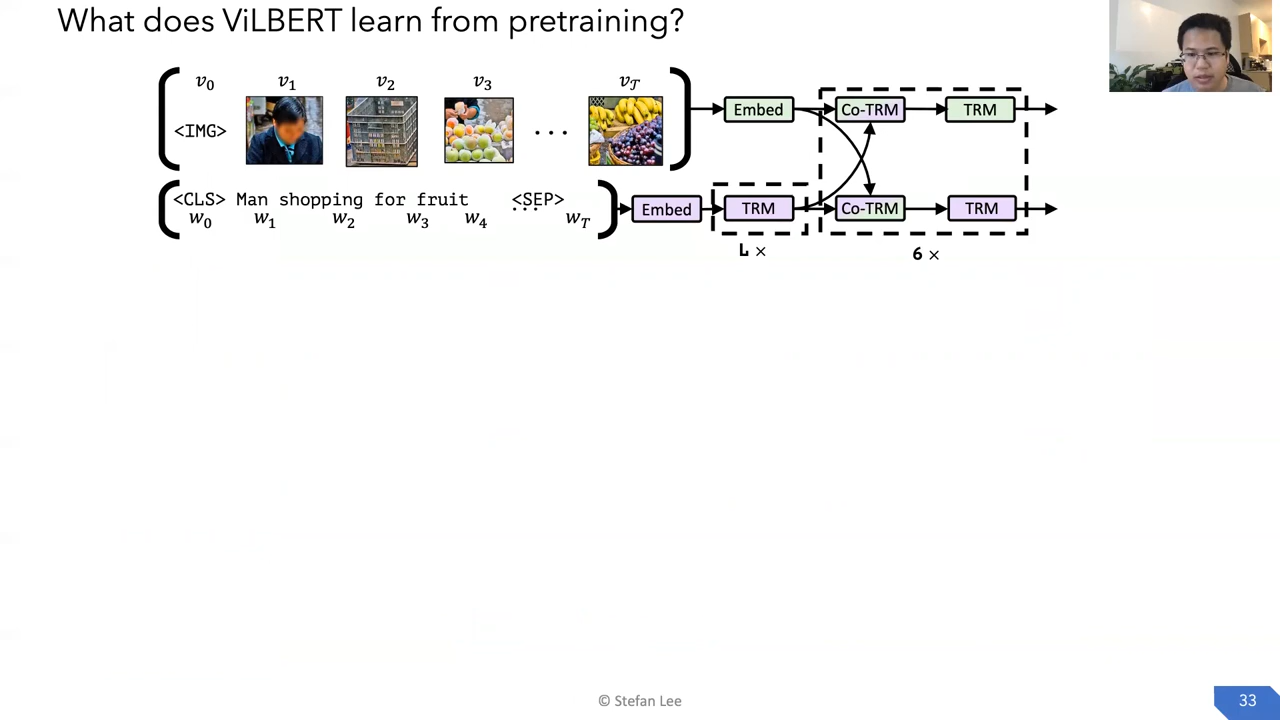 What does ViLBERT learn from pretraining?
v₀ v₁ v₂ v₃ v𝒯
<IMG> ...
Embed Co-TRM TRM
<CLS> Man shopping for fruit ... <SEP>
w₀ w₁ w₂ w₃ w₄ w_T
Embed TRM Co-TRM TRM
L × 6 ×
© Stefan Lee
33